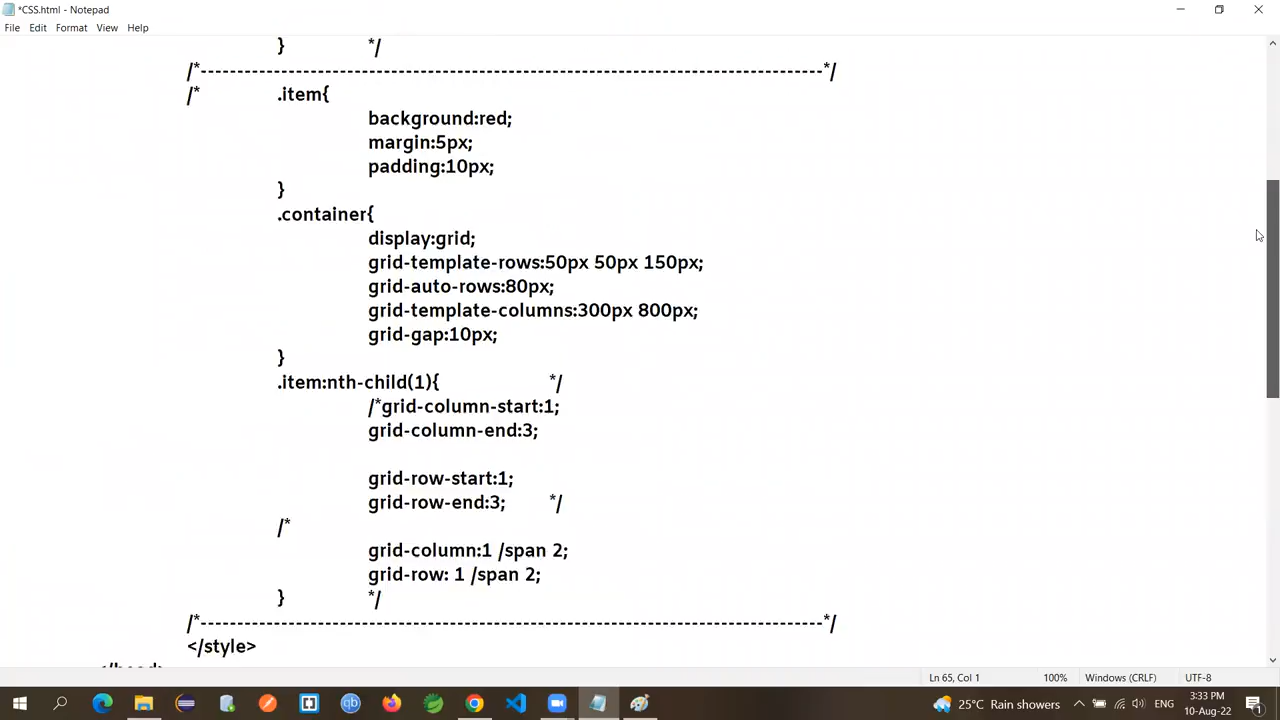 *CSS.html - Notepad
File Edit Format View Help
} */
/*-------------------------------------------------------------------------------------*/
/* .item{
background:red;
margin:5px;
padding:10px;
}
.container{
display:grid;
grid-template-rows:50px 50px 150px;
grid-auto-rows:80px;
grid-template-columns:300px 800px;
grid-gap:10px;
}
.item:nth-child(1){ */
/*grid-column-start:1;
grid-column-end:3;
grid-row-start:1;
grid-row-end:3; */
/*
grid-column:1 /span 2;
grid-row: 1 /span 2;
} */
/*-------------------------------------------------------------------------------------*/
</style>
</head>
Ln 65, Col 1 100% Windows (CRLF) UTF-8
qb
25°C Rain showers
3:33 PM
10-Aug-22